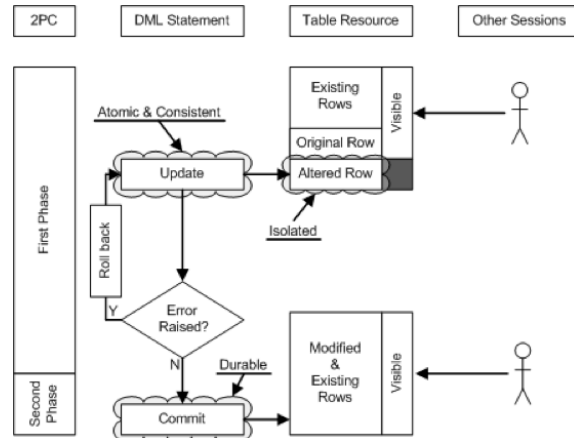 2PC
DML Statement
Table Resource
Other Sessions
First Phase
Atomic & Consistent
Update
Roll back
Y
Error
Raised?
N
Existing
Rows
Original Row
Altered Row
Visible
Isolated
Second
Phase
Durable
Commit
Modified
&
Existing
Rows
Visible